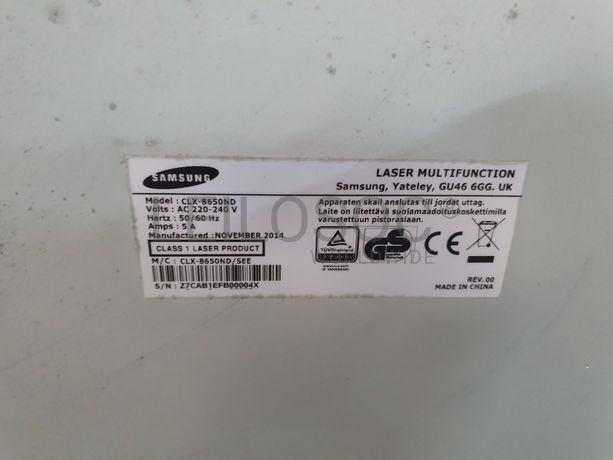 SAMSUNG
LASER MULTIFUNCTION
Samsung, Yateley, GU46 6GG. UK
Model : CLX-8650ND
Volts : AC 220-240 V
Hertz : 50/60 Hz
Amps : 5 A
Manufactured : NOVEMBER 2014
Apparaten skall anslutas till jordat uttag.
Laite on liitettävä suojamaadoituskoskettimilla
varustettuun pistorasiaan.
CLASS 1 LASER PRODUCT
M/C : CLX-8650ND/SEE
S/N : Z7CAB1EFB00004X
TÜVRheinland
GS
REV.00
MADE IN CHINA